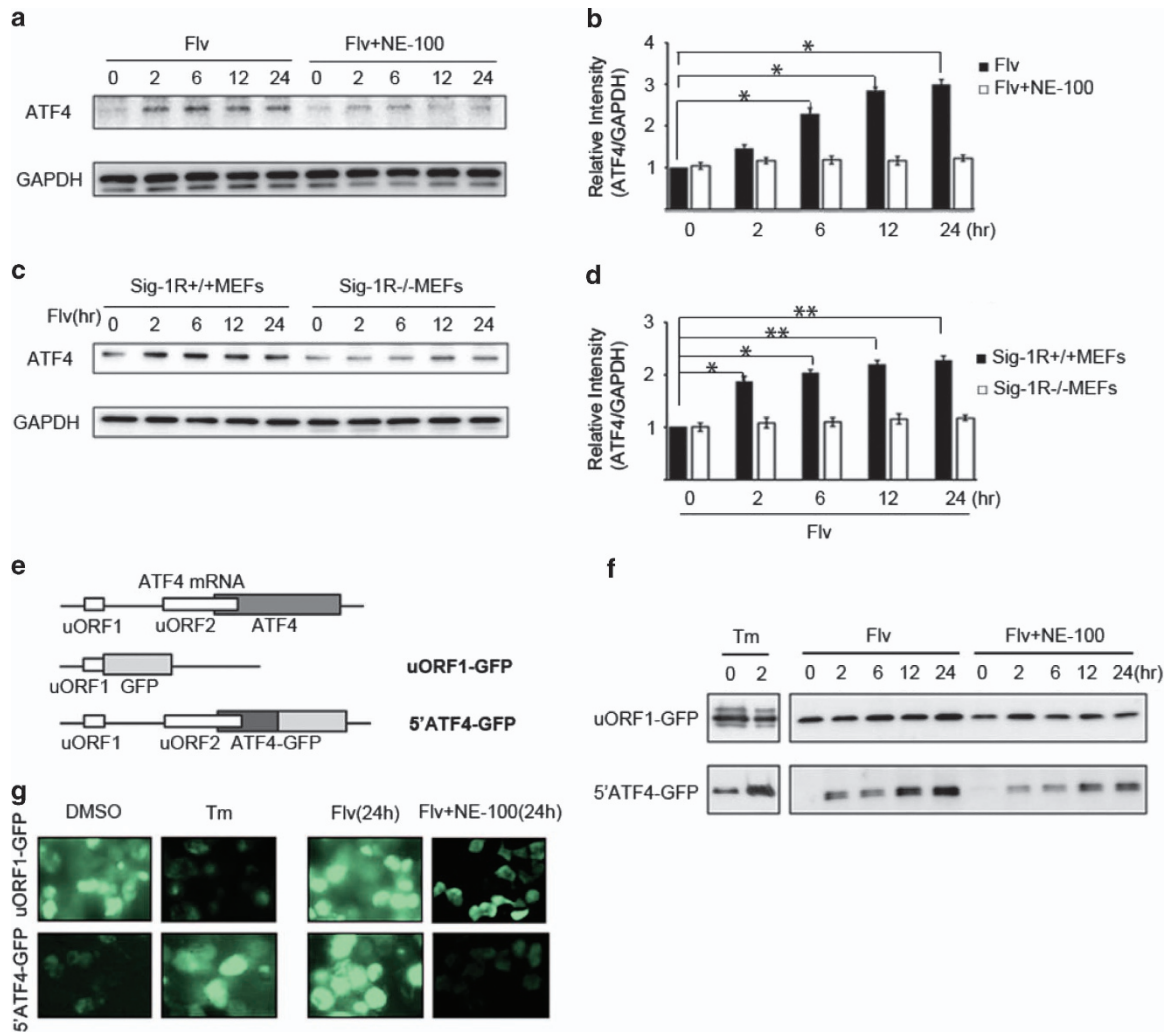 a
Flv Flv+NE-100
0 2 6 12 24 0 2 6 12 24
ATF4
GAPDH
b
Relative Intensity
(ATF4/GAPDH)
4
3
2
1
* * *
Flv
Flv+NE-100
0 2 6 12 24 (hr)
c
Sig-1R+/+MEFs Sig-1R-/-MEFs
Flv(hr) 0 2 6 12 24 0 2 6 12 24
ATF4
GAPDH
d
Relative Intensity
(ATF4/GAPDH)
3
2
1
** ** * *
Sig-1R+/+MEFs
Sig-1R-/-MEFs
0 2 6 12 24 (hr)
Flv
e
ATF4 mRNA
uORF1 uORF2 ATF4
uORF1 GFP uORF1-GFP
5'ATF4-GFP
uORF1 uORF2 ATF4-GFP
f
Tm Flv Flv+NE-100
0 2 0 2 6 12 24 0 2 6 12 24(hr)
uORF1-GFP
5'ATF4-GFP
g
DMSO Tm Flv(24h) Flv+NE-100(24h)
uORF1-GFP
5'ATF4-GFP